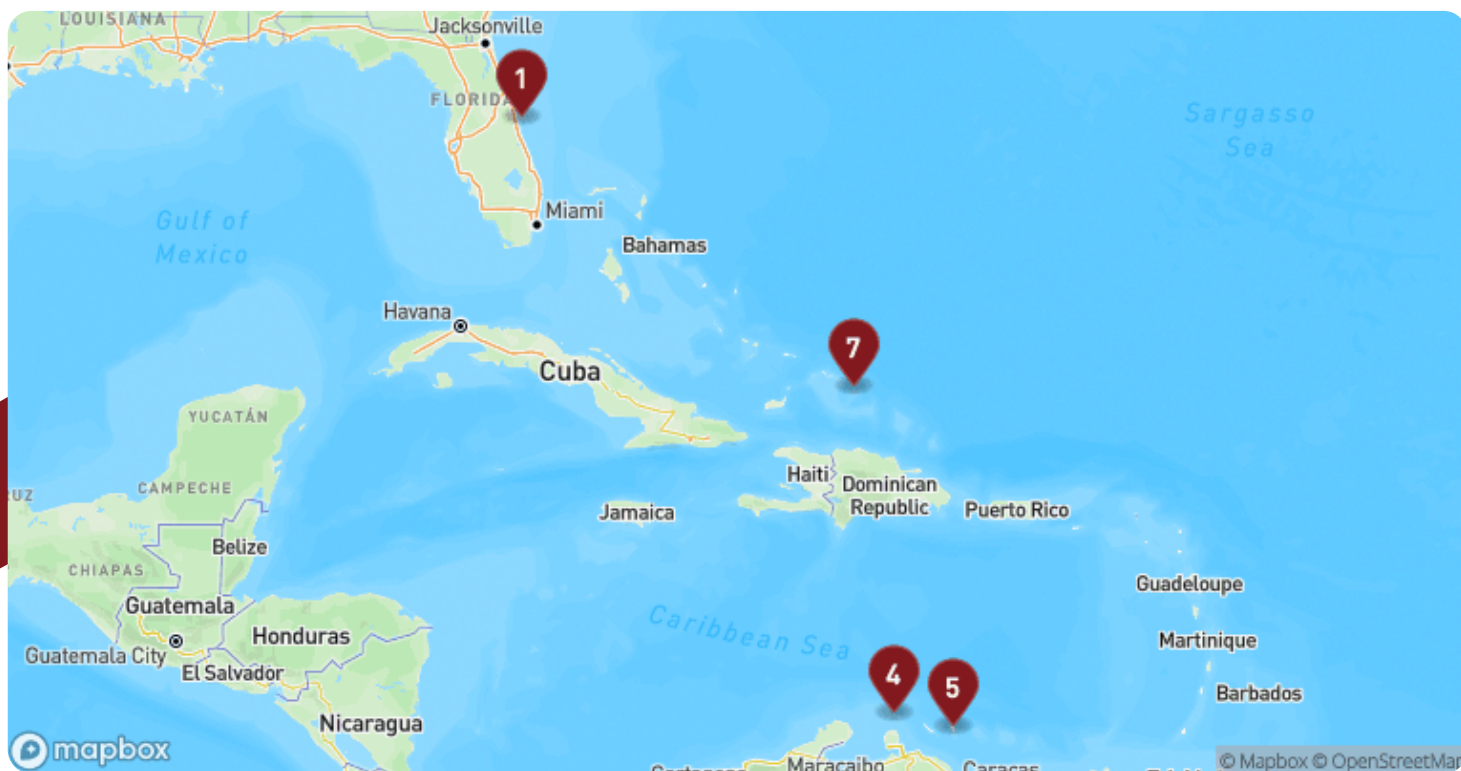 LOUISIANA
Jacksonville
1
FLORIDA
Sargasso
Sea
Miami
Gulf of
Mexico
Bahamas
Havana
7
Cuba
YUCATÁN
Haiti
Dominican
Republic
CAMPECHE
Jamaica
Puerto Rico
Belize
CHIAPAS
Guadeloupe
Guatemala
Honduras
Caribbean Sea
Martinique
Guatemala City
El Salvador
4
5
Barbados
Nicaragua
mapbox
Maracaibo
Caracas
© Mapbox © OpenStreetMap